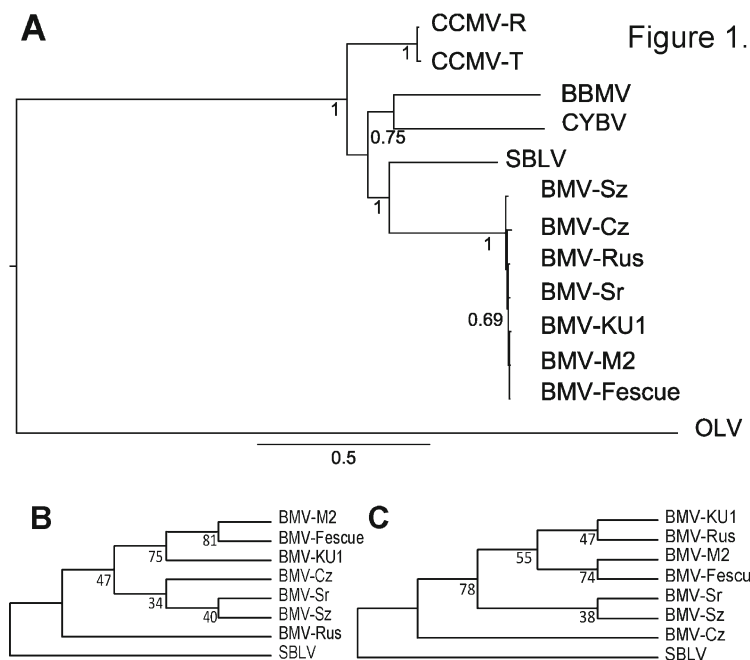 A
Figure 1.
CCMV-R
1
CCMV-T
BBMV
1
0.75
CYBV
SBLV
BMV-Sz
1
BMV-Cz
1
BMV-Rus
BMV-Sr
0.69
BMV-KU1
BMV-M2
BMV-Fescue
OLV
0.5
B
BMV-M2
81
BMV-Fescue
75
BMV-KU1
47
BMV-Cz
34
BMV-Sr
40
BMV-Sz
BMV-Rus
SBLV
C
BMV-KU1
47
BMV-Rus
55
BMV-M2
74
BMV-Fescu
78
BMV-Sr
38
BMV-Sz
BMV-Cz
SBLV